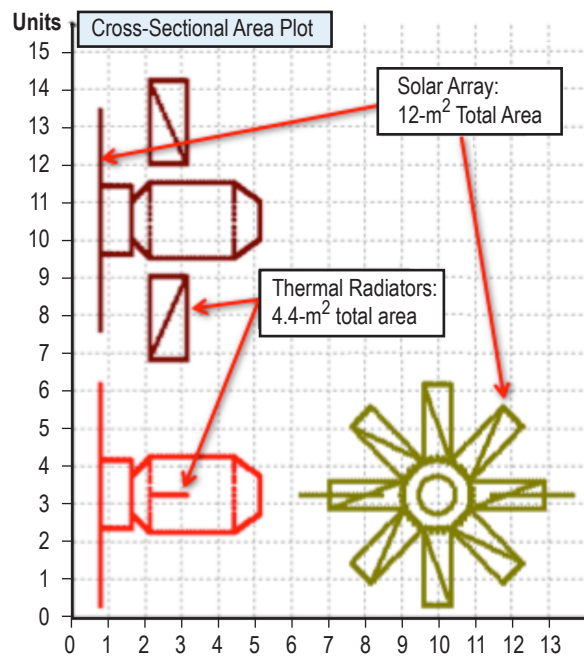 Units
Cross-Sectional Area Plot
15
14
13
12
11
10
9
8
7
6
5
4
3
2
1
0
Solar Array:
12-m² Total Area
Thermal Radiators:
4.4-m² total area
0 1 2 3 4 5 6 7 8 9 10 11 12 13